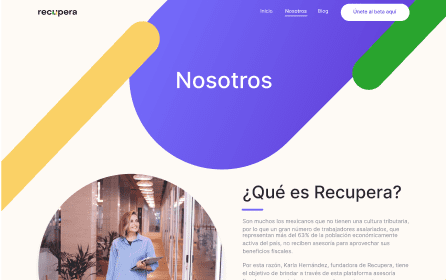 recupera
Inicio Nosotros Blog Únete al beta aquí
Nosotros
¿Qué es Recupera?
Son muchos los mexicanos que no tienen una cultura tributaria,
por lo que un gran número de trabajadores asalariados, que
representan más del 63% de la población económicamente
activa del país, no reciben asesoría para aprovechar sus
beneficios fiscales.
Por esta razón, Karla Hernández, fundadora de Recupera, tiene
el objetivo de brindar a través de esta plataforma asesoría